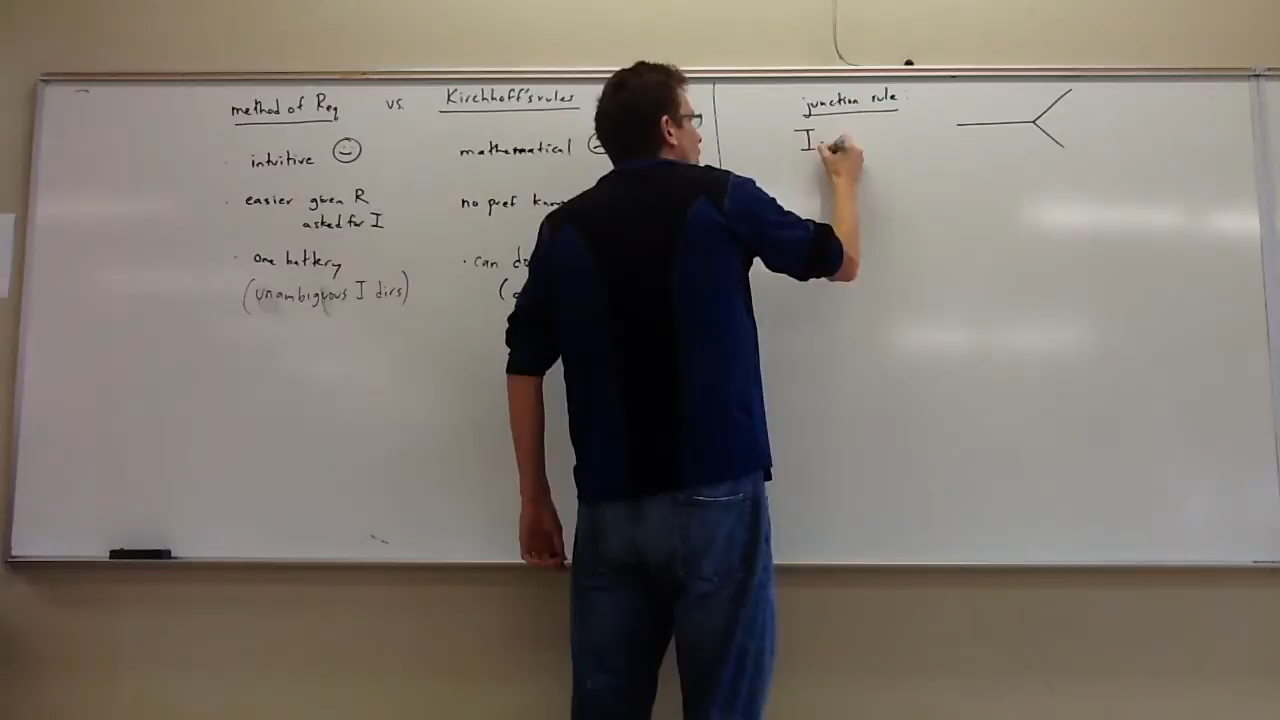 method of Req vs. Kirchhoff's rules
· intuitive
· easier given R
asked for I
· one battery
(unambiguous I dirs)
mathematical
no pref
· can do
(
junction rule:
I